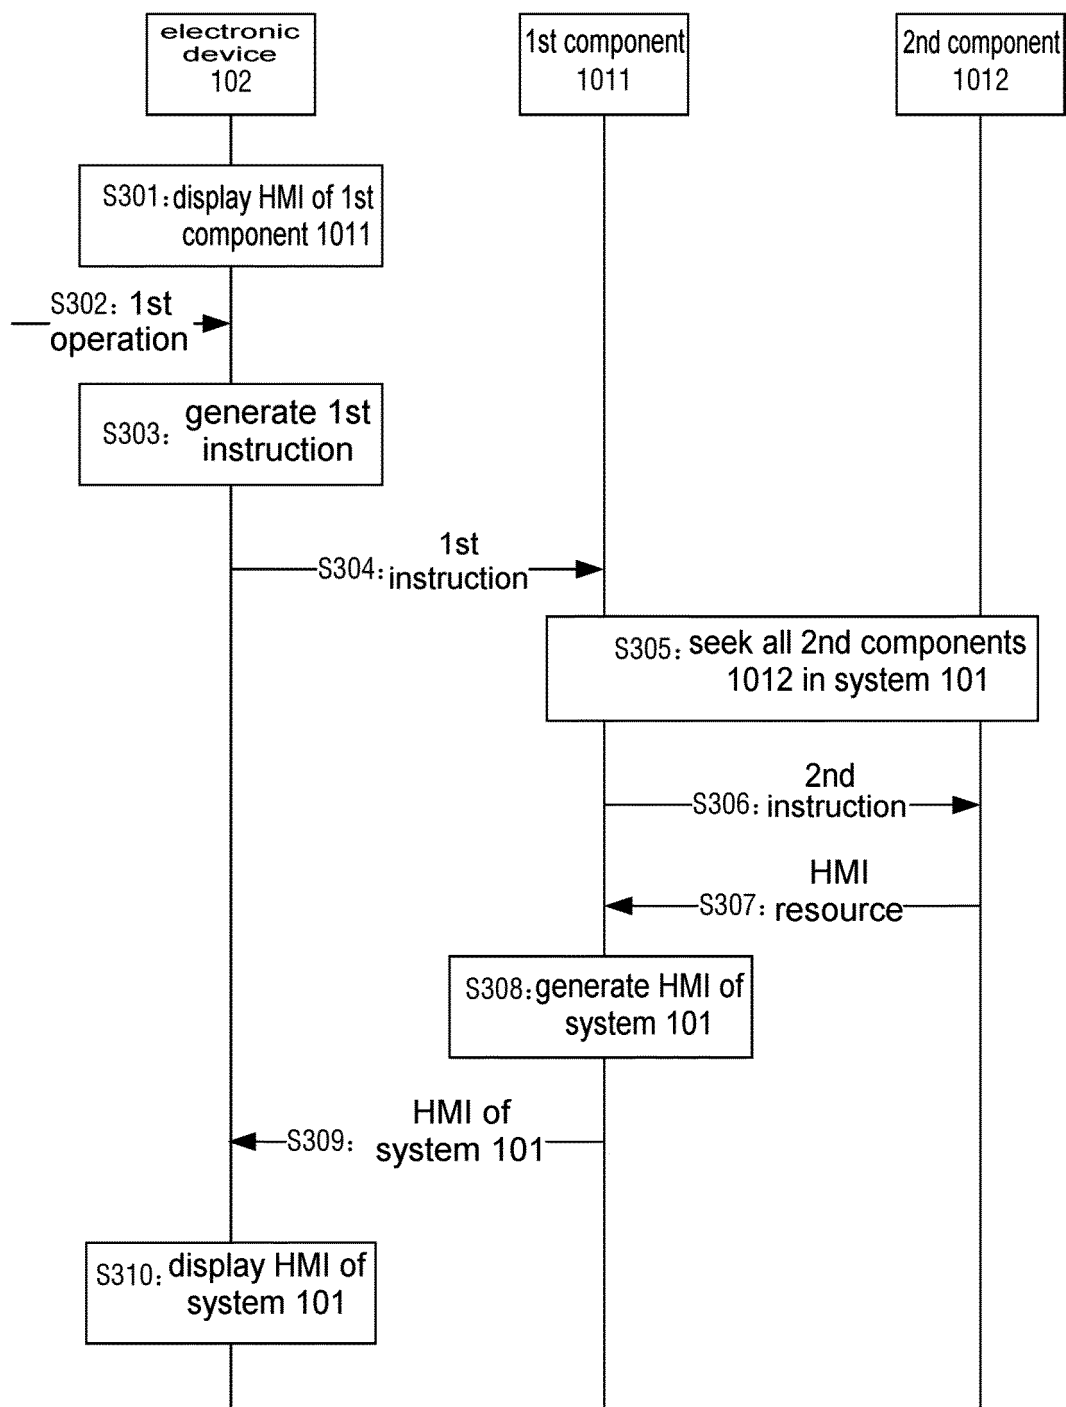 electronic
device
102
1st component
1011
2nd component
1012
S301: display HMI of 1st
component 1011
S302: 1st
operation
S303: generate 1st
instruction
1st
S304: instruction
S305: seek all 2nd components
1012 in system 101
2nd
S306: instruction
HMI
S307: resource
S308: generate HMI of
system 101
HMI of
S309: system 101
S310: display HMI of
system 101